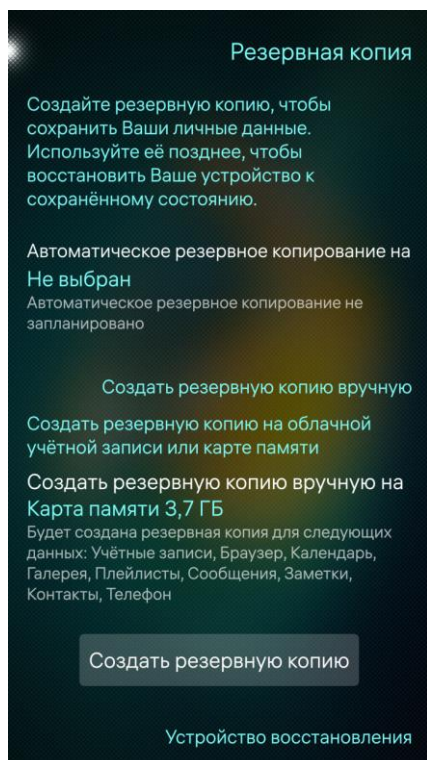 Резервная копия
Создайте резервную копию, чтобы
сохранить Ваши личные данные.
Используйте её позднее, чтобы
восстановить Ваше устройство к
сохранённому состоянию.
Автоматическое резервное копирование на
Не выбран
Автоматическое резервное копирование не
запланировано
Создать резервную копию вручную
Создать резервную копию на облачной
учётной записи или карте памяти
Создать резервную копию вручную на
Карта памяти 3,7 ГБ
Будет создана резервная копия для следующих
данных: Учётные записи, Браузер, Календарь,
Галерея, Плейлисты, Сообщения, Заметки,
Контакты, Телефон
Создать резервную копию
Устройство восстановления